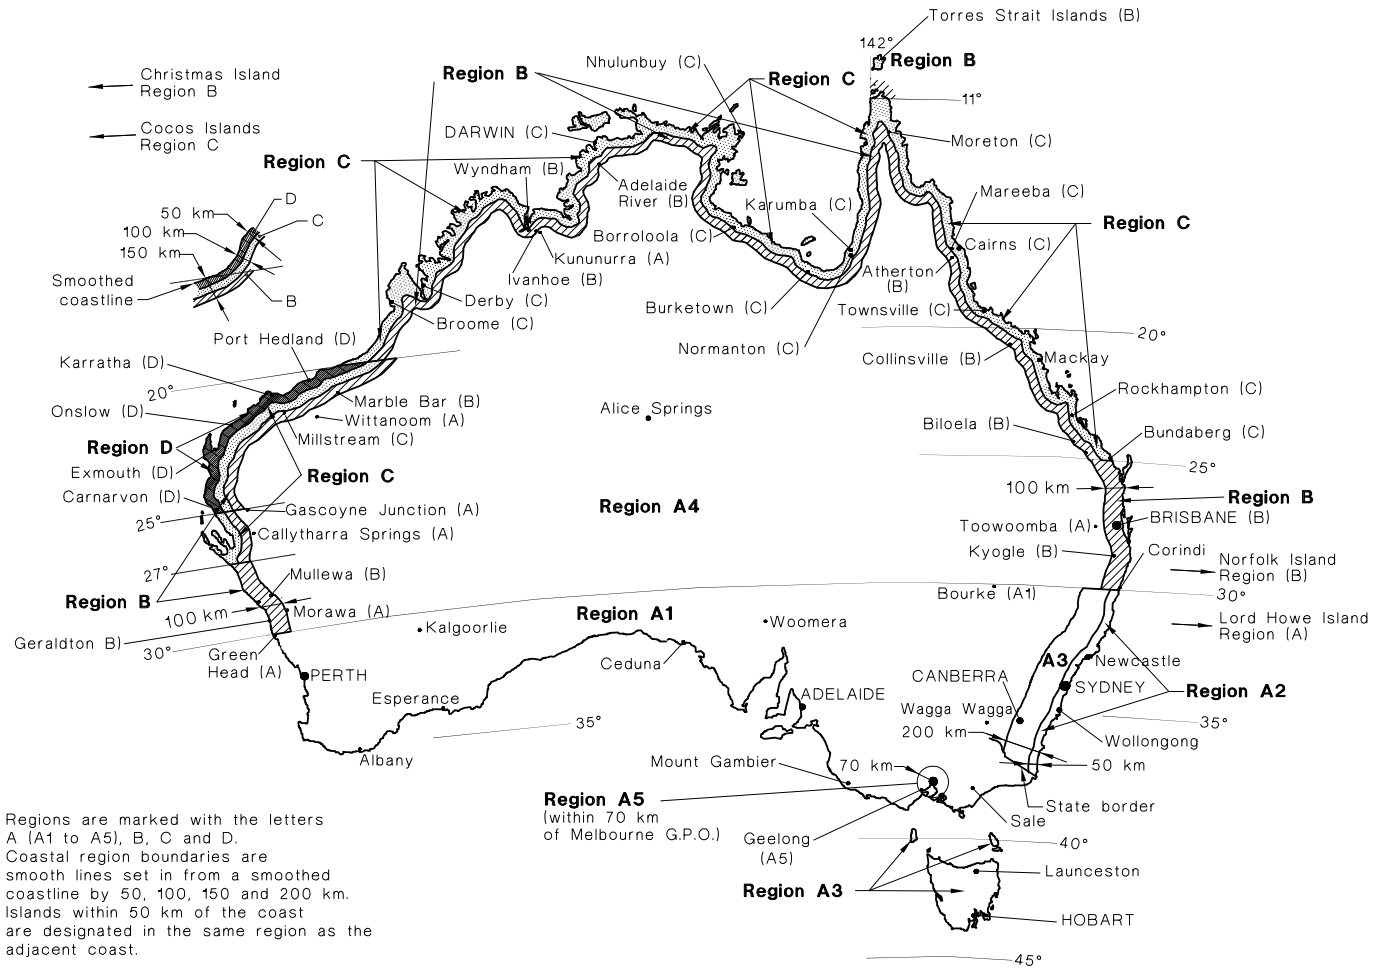 Torres Strait Islands (B)
142°
Region B
Nhulunbuy (C)
Region B
Region C
Christmas Island
Region B
11°
Cocos Islands
Region C
DARWIN (C)
Moreton (C)
Region C
Wyndham (B)
Adelaide
River (B)
Karumba (C)
Mareeba (C)
50 km
D
C
100 km
150 km
Region C
Borroloola (C)
Cairns (C)
Kununurra (A)
Atherton
(B)
Smoothed
coastline
Ivanhoe (B)
B
Derby (C)
Burketown (C)
Townsville (C)
Broome (C)
Port Hedland (D)
20°
Normanton (C)
Collinsville (B)
Mackay
Karratha (D)
20°
Rockhampton (C)
Marble Bar (B)
Alice Springs
Onslow (D)
Wittanoom (A)
Biloela (B)
Bundaberg (C)
Millstream (C)
Region D
Exmouth (D)
Region C
25°
100 km
Carnarvon (D)
Region B
Region A4
Gascoyne Junction (A)
25°
Toowoomba (A)
BRISBANE (B)
Callytharra Springs (A)
Kyogle (B)
Corindi
27°
Mullewa (B)
Norfolk Island
Region (B)
Region B
Bourke (A1)
30°
100 km
Morawa (A)
Region A1
Woomera
Lord Howe Island
Region (A)
Geraldton B)
Kalgoorlie
30°
Green
Head (A)
Ceduna
A3
Newcastle
PERTH
CANBERRA
SYDNEY
Region A2
Esperance
ADELAIDE
Wagga Wagga
35°
35°
200 km
Wollongong
Albany
Mount Gambier
70 km
50 km
Region A5
(within 70 km
of Melbourne G.P.O.)
State border
Sale
Geelong
(A5)
40°
Regions are marked with the letters
A (A1 to A5), B, C and D.
Coastal region boundaries are
smooth lines set in from a smoothed
coastline by 50, 100, 150 and 200 km.
Islands within 50 km of the coast
are designated in the same region as the
adjacent coast.
Launceston
Region A3
HOBART
45°